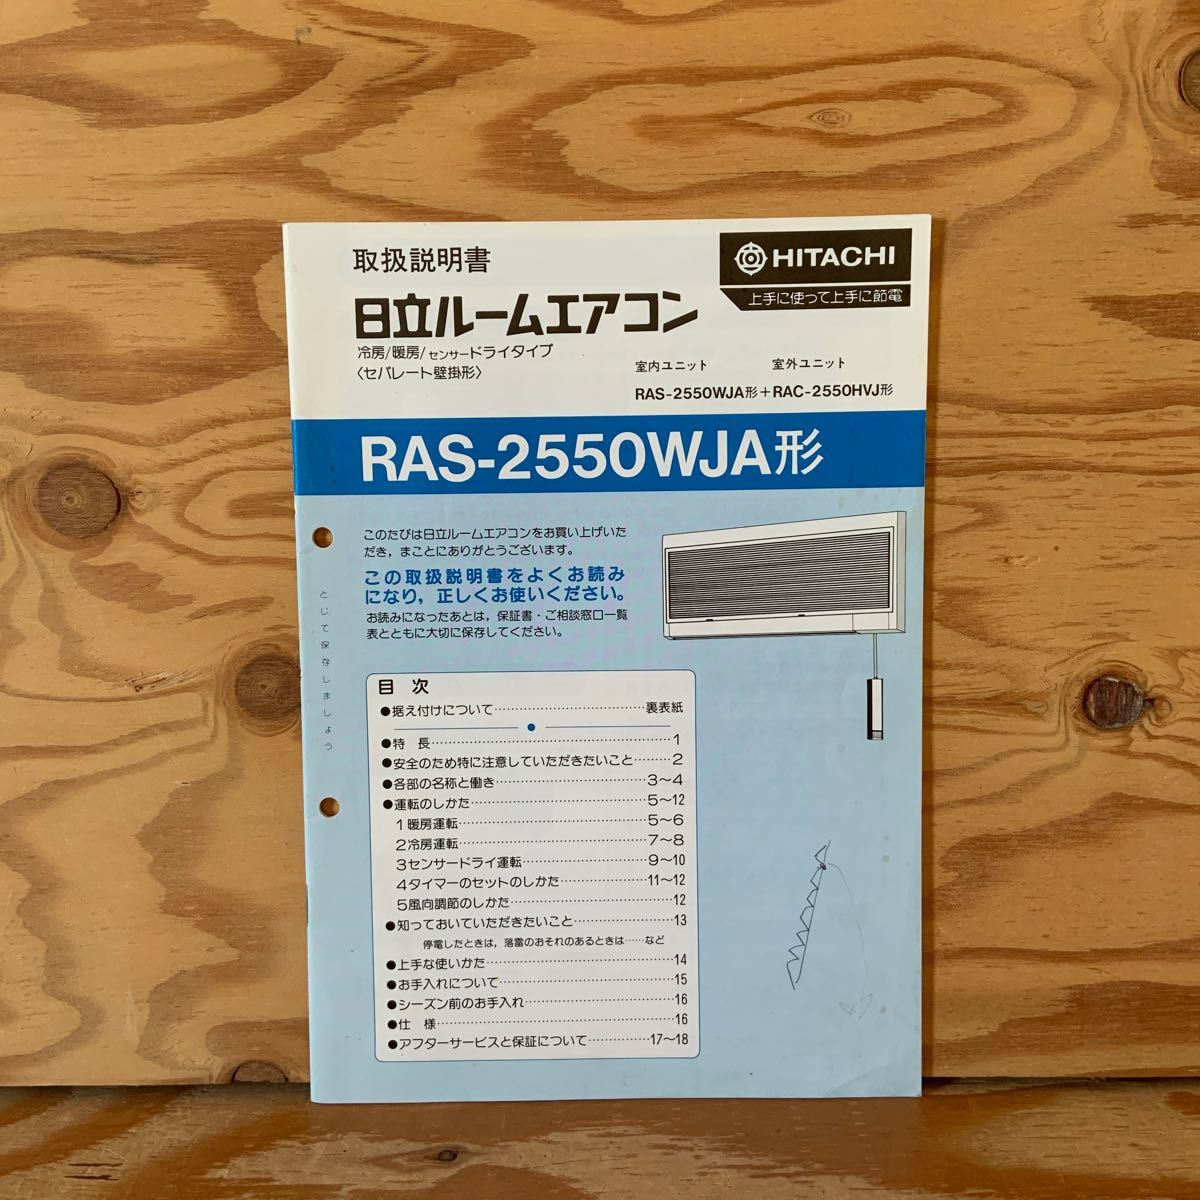 取扱説明書
HITACHI
上手に使って上手に節電
日立ルームエアコン
冷房/暖房/センサードライタイプ
〈セパレート壁掛形〉
室内ユニット 室外ユニット
RAS-2550WJA形+RAC-2550HVJ形
RAS-2550WJA形
このたびは日立ルームエアコンをお買い上げいた
だき,まことにありがとうございます。
この取扱説明書をよくお読み
になり,正しくお使いください。
お読みになったあとは,保証書・ご相談窓口一覧
表とともに大切に保存してください。
とじて保存しましょう
目 次
●据え付けについて……………………………裏表紙
●特 長……………………………………………1
●安全のため特に注意していただきたいこと………2
●各部の名称と働き……………………………3〜4
●運転のしかた…………………………………5〜12
1暖房運転……………………………………5〜6
2冷房運転……………………………………7〜8
3センサードライ運転………………………9〜10
4タイマーのセットのしかた………………11〜12
5風向調節のしかた……………………………12
●知っておいていただきたいこと…………………13
停電したときは,落雷のおそれのあるときは……など
●上手な使いかた…………………………………14
●お手入れについて………………………………15
●シーズン前のお手入れ…………………………16
●仕 様……………………………………………16
●アフターサービスと保証について…………17〜18